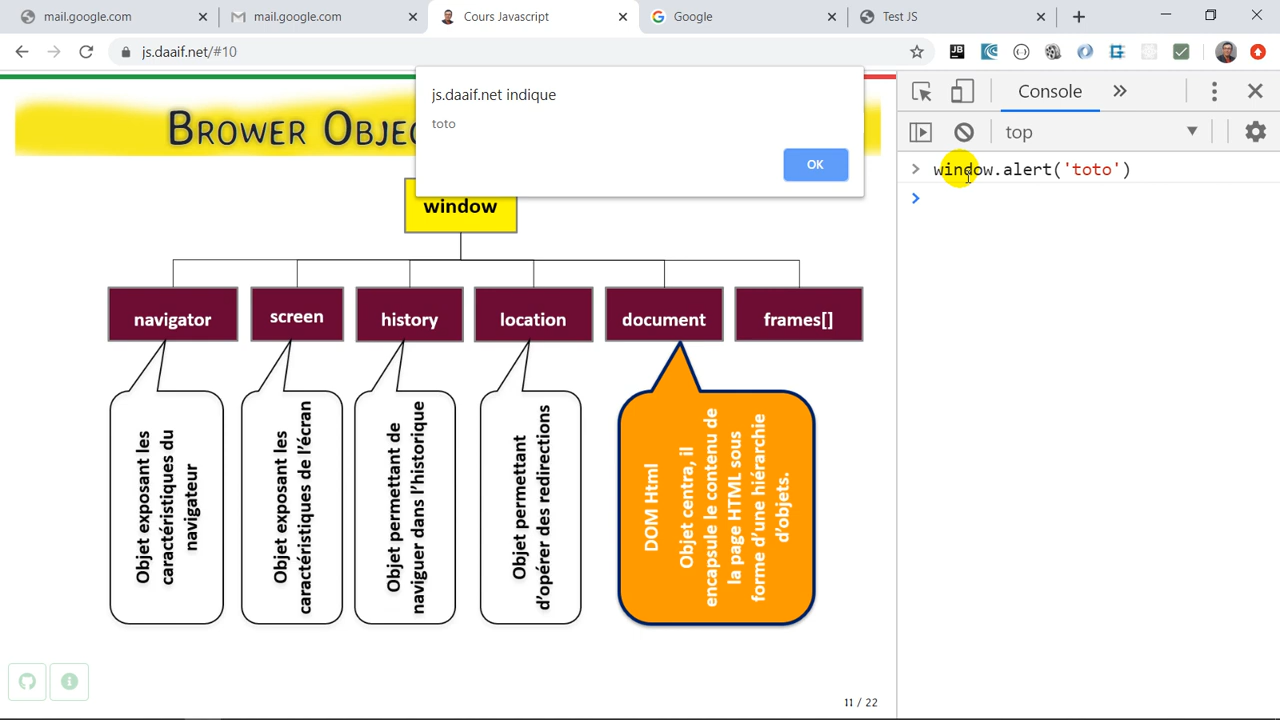 mail.google.com
mail.google.com
Cours Javascript
Google
Test JS
js.daaif.net/#10
JB
js.daaif.net indique
toto
OK
BROWER OBJEC
window
navigator
screen
history
location
document
frames[]
Objet exposant les
caractéristiques du
navigateur
Objet exposant les
caractéristiques de l'écran
Objet permettant de
naviguer dans l'historique
Objet permettant
d'opérer des redirections
DOM Html
Objet centra, il
encapsule le contenu de
la page HTML sous
forme d'une hiérarchie
d'objets.
11 / 22
Console
top
window.alert('toto')